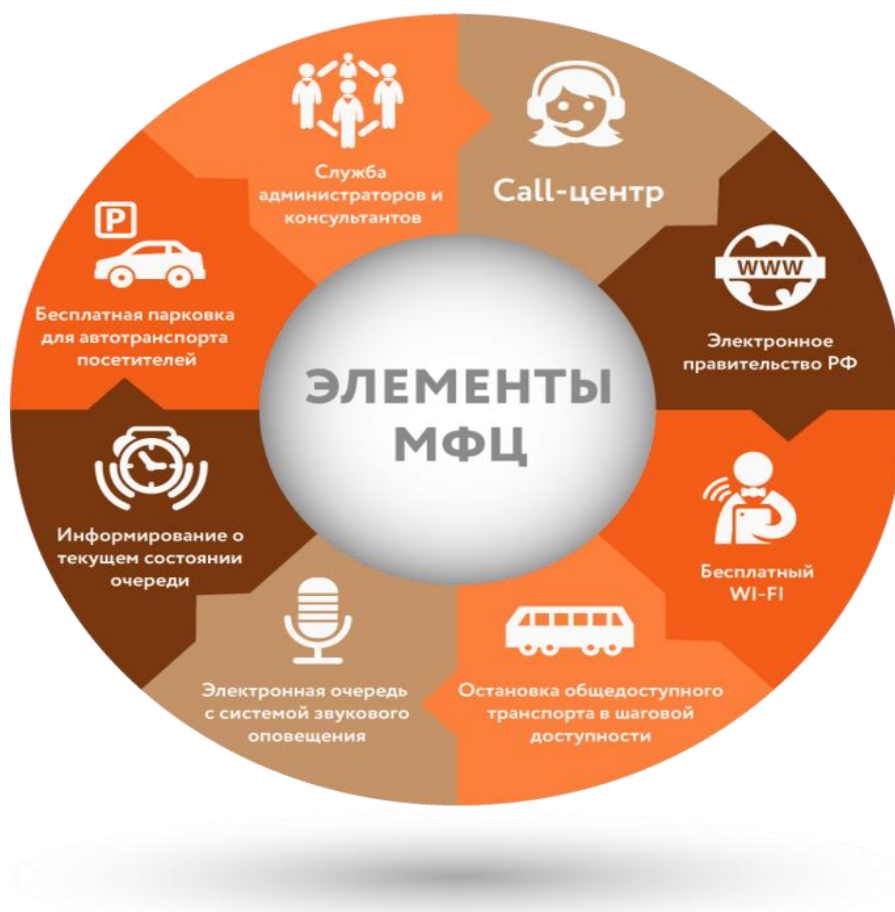 Служба
администраторов и
консультантов
Call-центр
P
Бесплатная парковка
для автотранспорта
посетителей
WWW
Электронное
правительство РФ
ЭЛЕМЕНТЫ
МФЦ
Информирование о
текущем состоянии
очереди
Бесплатный
WI-FI
Электронная очередь
с системой звукового
оповещения
Остановка общедоступного
транспорта в шаговой
доступности